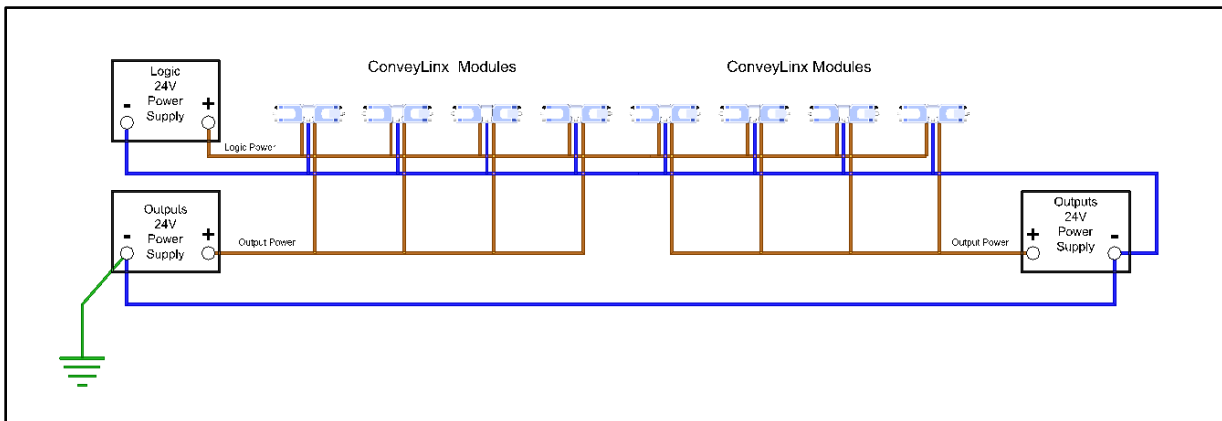 ConveyLinx Modules
ConveyLinx Modules
Logic
24V
Power
Supply
-
+
Logic Power
Outputs
24V
Power
Supply
-
+
Output Power
Output Power
Outputs
24V
Power
Supply
+
-